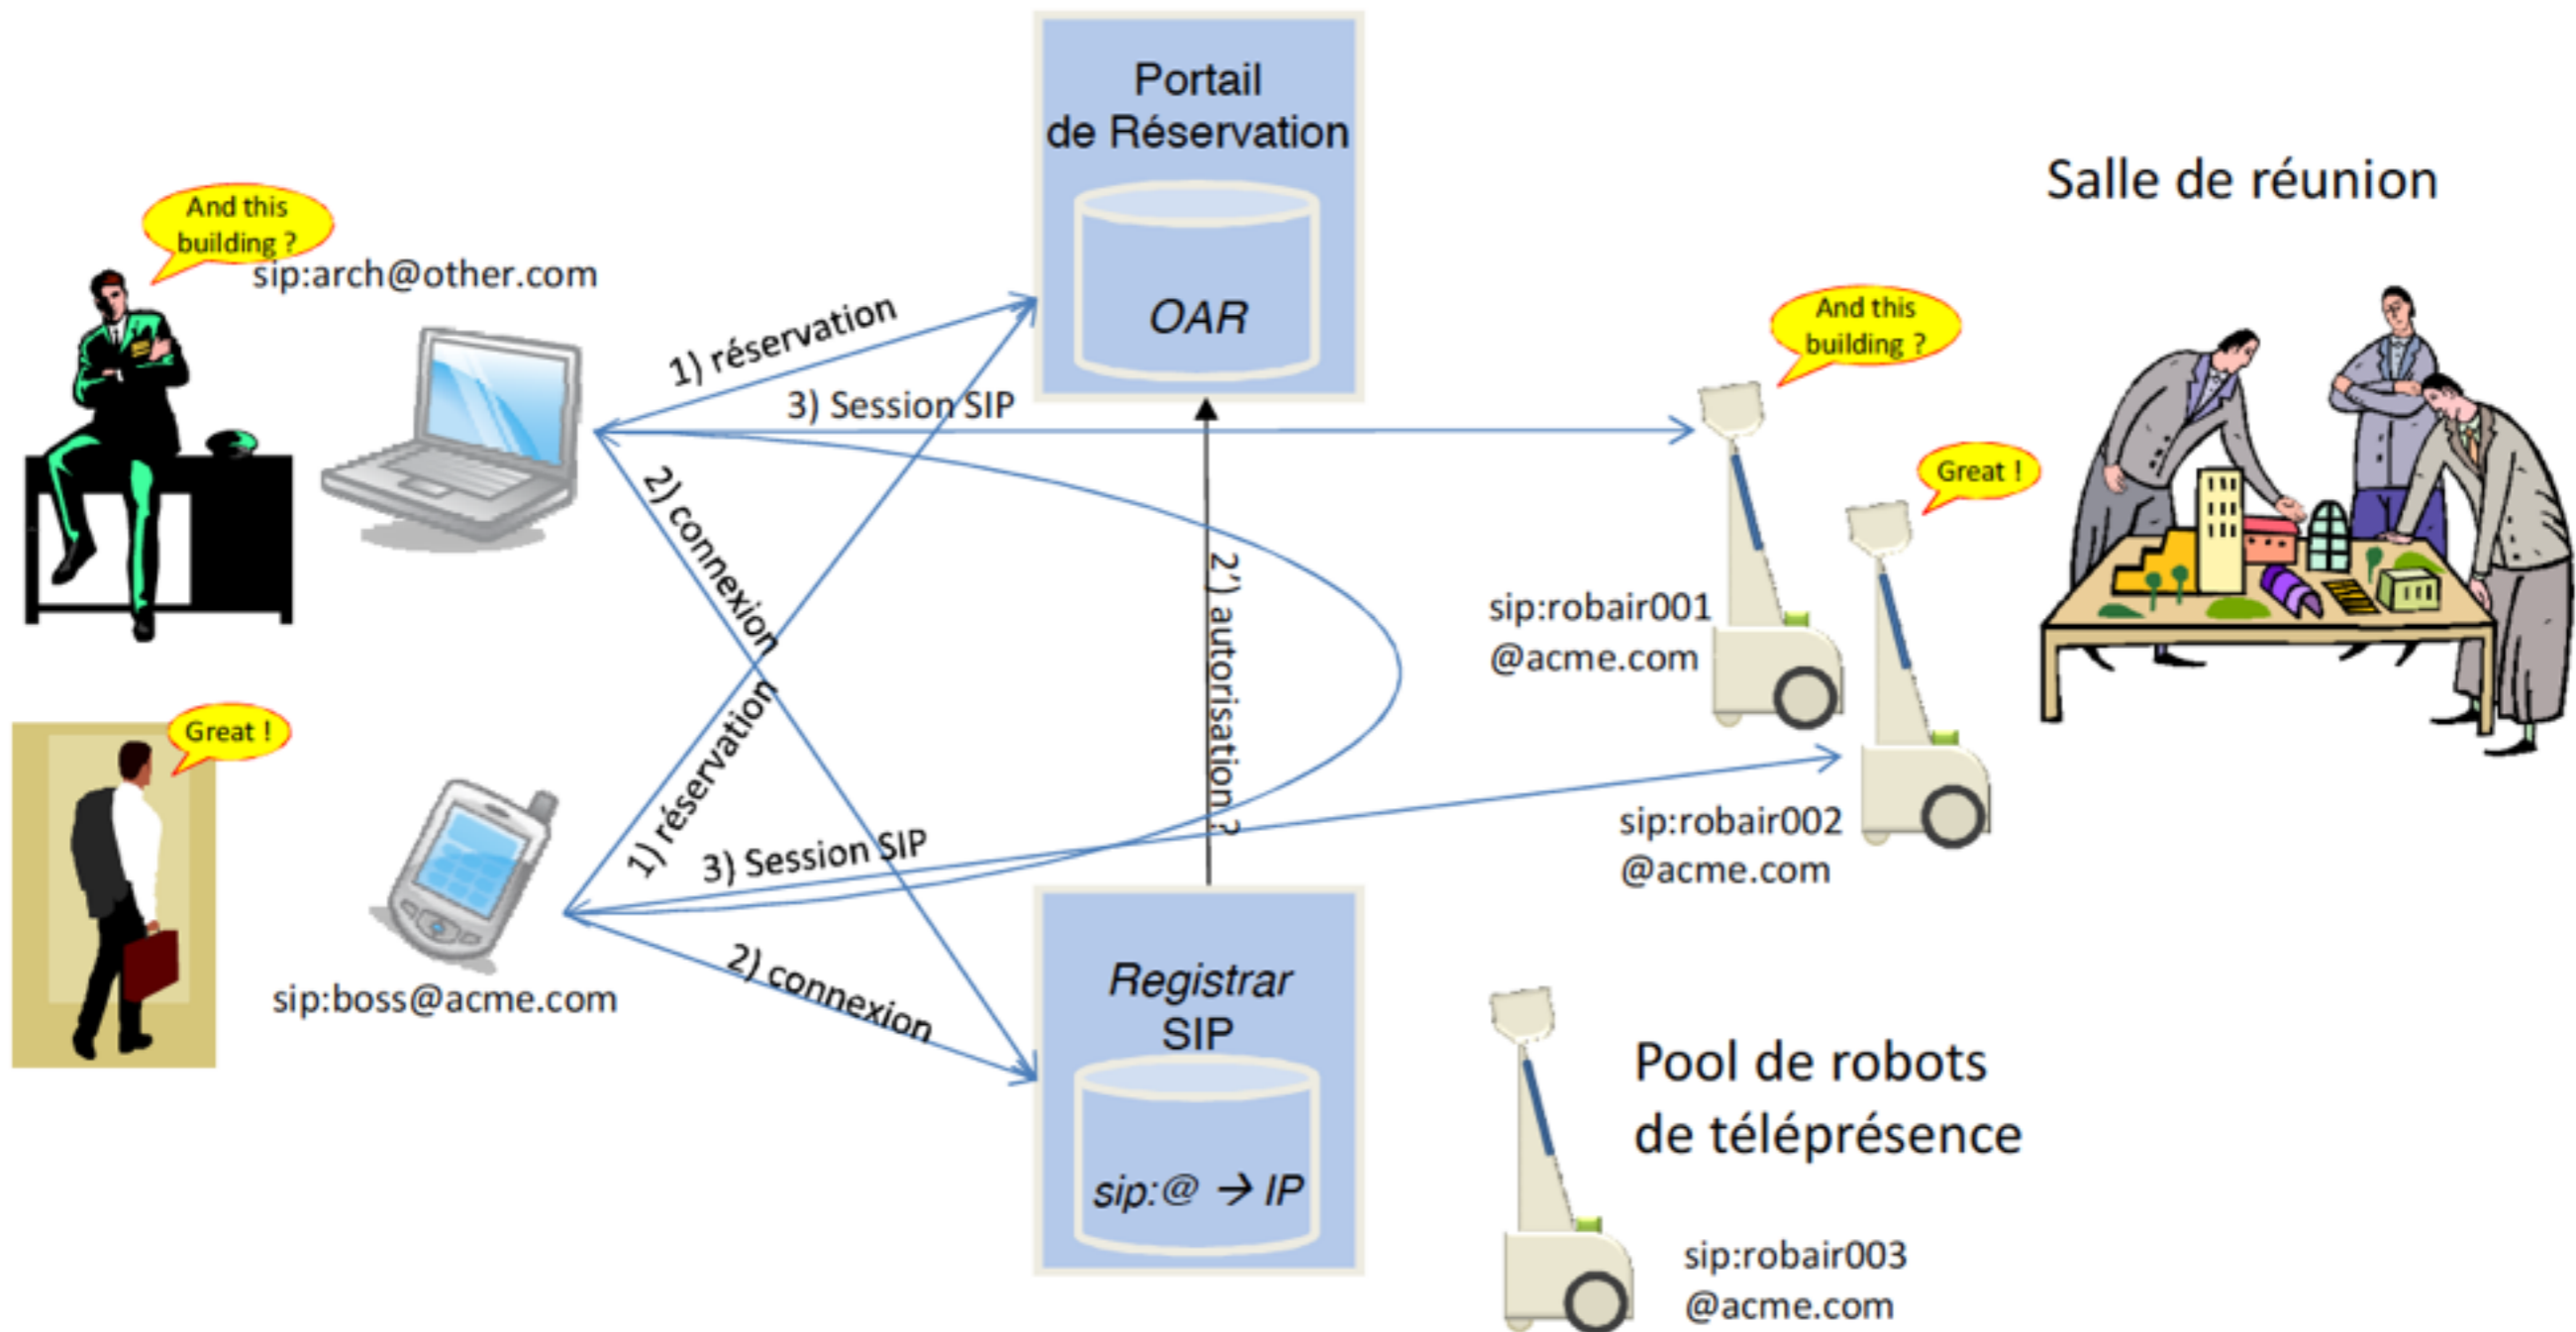 Portail
de Réservation
OAR
Salle de réunion
And this
building ?
sip:arch@other.com
1) réservation
3) Session SIP
And this
building ?
Great !
2) connexion
2') autorisation ?
sip:robair001
@acme.com
1) réservation
Great !
3) Session SIP
sip:robair002
@acme.com
2) connexion
sip:boss@acme.com
Registrar
SIP
sip:@ → IP
Pool de robots
de téléprésence
sip:robair003
@acme.com